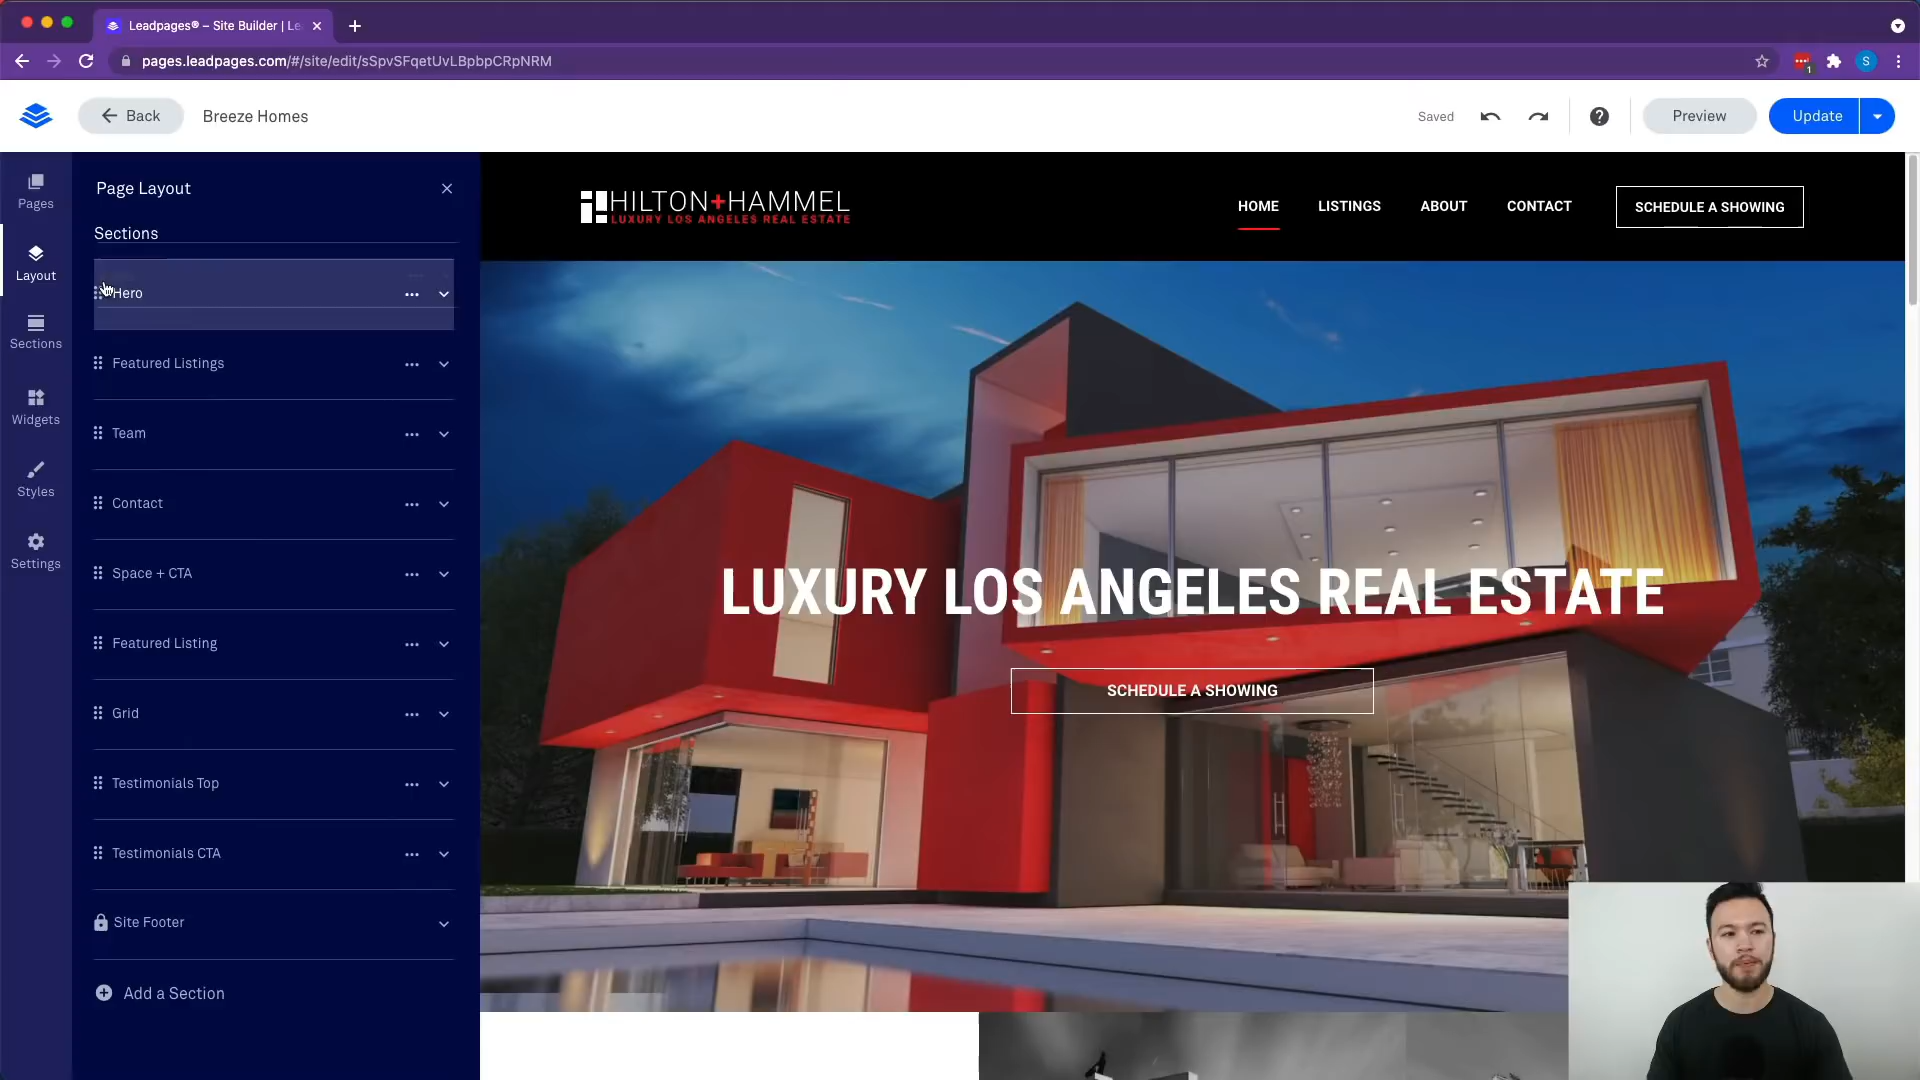 Leadpages® – Site Builder | Le
pages.leadpages.com/#/site/edit/sSpvSFqetUvLBpbpCRpNRM
1
S
Back
Breeze Homes
Saved
Preview
Update
Pages
Layout
Sections
Widgets
Styles
Settings
Page Layout
Sections
Hero
Featured Listings
Team
Contact
Space + CTA
Featured Listing
Grid
Testimonials Top
Testimonials CTA
Site Footer
Add a Section
HILTON+HAMMEL
LUXURY LOS ANGELES REAL ESTATE
HOME
LISTINGS
ABOUT
CONTACT
SCHEDULE A SHOWING
LUXURY LOS ANGELES REAL ESTATE
SCHEDULE A SHOWING